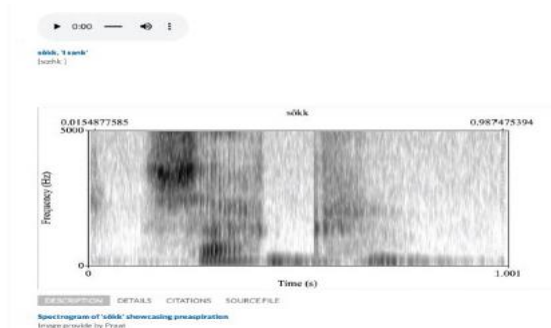 0:00
sökk, 'I sank'
sökk
0.0154877585 0.987475394
5000
Frequency (Hz)
0
0 1.001
Time (s)
DESCRIPTION DETAILS CITATIONS SOURCE FILE
Spectrogram of 'sökk' showcasing preaspiration
Image provide by Praat